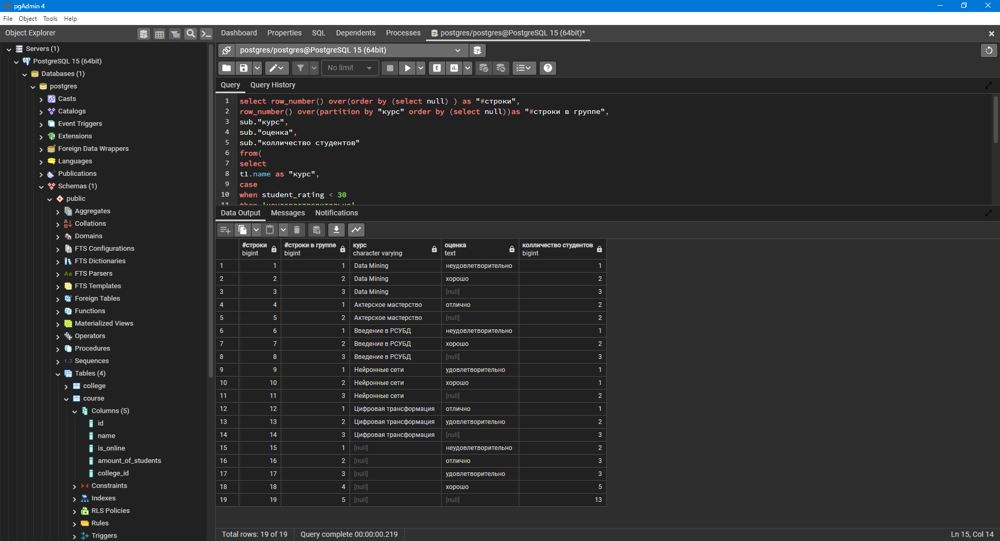 pgAdmin 4
File Object Tools Help
Object Explorer
Dashboard Properties SQL Dependents Processes postgres/postgres@PostgreSQL 15 (64bit)*
Servers (1)
PostgreSQL 15 (64bit)
Databases (1)
postgres
Casts
Catalogs
Event Triggers
Extensions
Foreign Data Wrappers
Languages
Publications
Schemas (1)
public
Aggregates
Collations
Domains
FTS Configurations
FTS Dictionaries
FTS Parsers
FTS Templates
Foreign Tables
Functions
Materialized Views
Operators
Procedures
Sequences
Tables (4)
college
course
Columns (5)
id
name
is_online
amount_of_students
college_id
Constraints
Indexes
RLS Policies
Rules
Triggers
postgres/postgres@PostgreSQL 15 (64bit)
No limit
Query Query History
1 select row_number() over(order by (select null) ) as "#строки",
2 row_number() over(partition by "курс" order by (select null))as "#строки в группе",
3 sub."курс",
4 sub."оценка",
5 sub."колличество студентов"
6 from(
7 select
8 t1.name as "курс",
9 case
10 when student_rating < 30
11 then 'неудовлетворительно'
Data Output Messages Notifications
#строки #строки в группе курс оценка колличество студентов
bigint bigint character varying text bigint
1 1 1 Data Mining неудовлетворительно 1
2 2 2 Data Mining хорошо 2
3 3 3 Data Mining [null] 3
4 4 1 Актерское мастерство отлично 2
5 5 2 Актерское мастерство [null] 2
6 6 1 Введение в РСУБД неудовлетворительно 1
7 7 2 Введение в РСУБД хорошо 2
8 8 3 Введение в РСУБД [null] 3
9 9 1 Нейронные сети удовлетворительно 1
10 10 2 Нейронные сети хорошо 1
11 11 3 Нейронные сети [null] 2
12 12 1 Цифровая трансформация отлично 1
13 13 2 Цифровая трансформация удовлетворительно 2
14 14 3 Цифровая трансформация [null] 3
15 15 1 [null] неудовлетворительно 2
16 16 2 [null] отлично 3
17 17 3 [null] удовлетворительно 3
18 18 4 [null] хорошо 5
19 19 5 [null] [null] 13
Total rows: 19 of 19 Query complete 00:00:00.219 Ln 15, Col 14